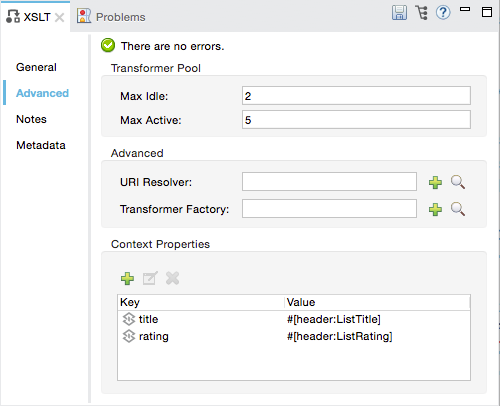 XSLT Problems
There are no errors.
General
Advanced
Notes
Metadata
Transformer Pool
Max Idle: 2
Max Active: 5
Advanced
URI Resolver:
Transformer Factory:
Context Properties
Key Value
title #[header:ListTitle]
rating #[header:ListRating]